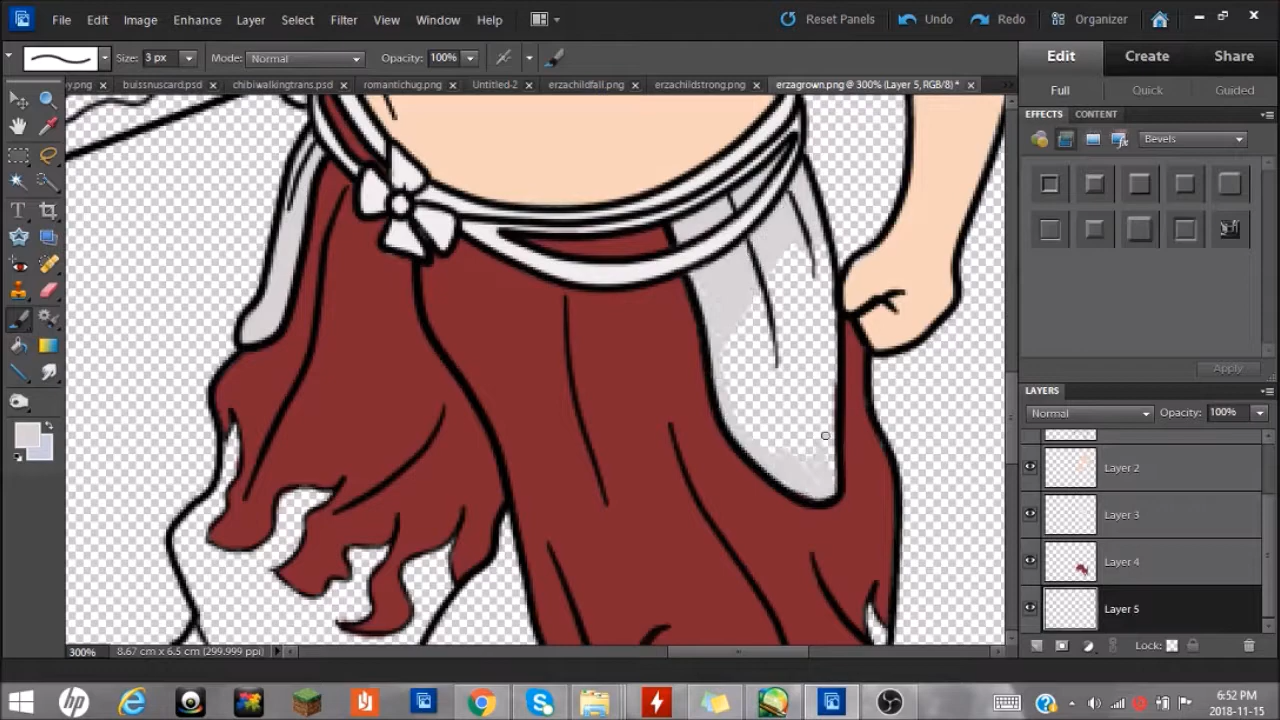 File Edit Image Enhance Layer Select Filter View Window Help Reset Panels Undo Redo Organizer
Size: 3 px Mode: Normal Opacity: 100% Edit Create Share
buissnuscard.psd chibiwalkingtrans.psd romantichug.png Untitled-2 erzachildfall.png erzachildstrong.png erzagrown.png @ 300% (Layer 5, RGB/8) *
Full Quick Guided
EFFECTS CONTENT
Bevels
Apply
LAYERS
Normal Opacity: 100%
Layer 2
Layer 3
Layer 4
Layer 5
300% 8.67 cm x 6.5 cm (299.999 ppi) Lock:
6:52 PM
2018-11-15